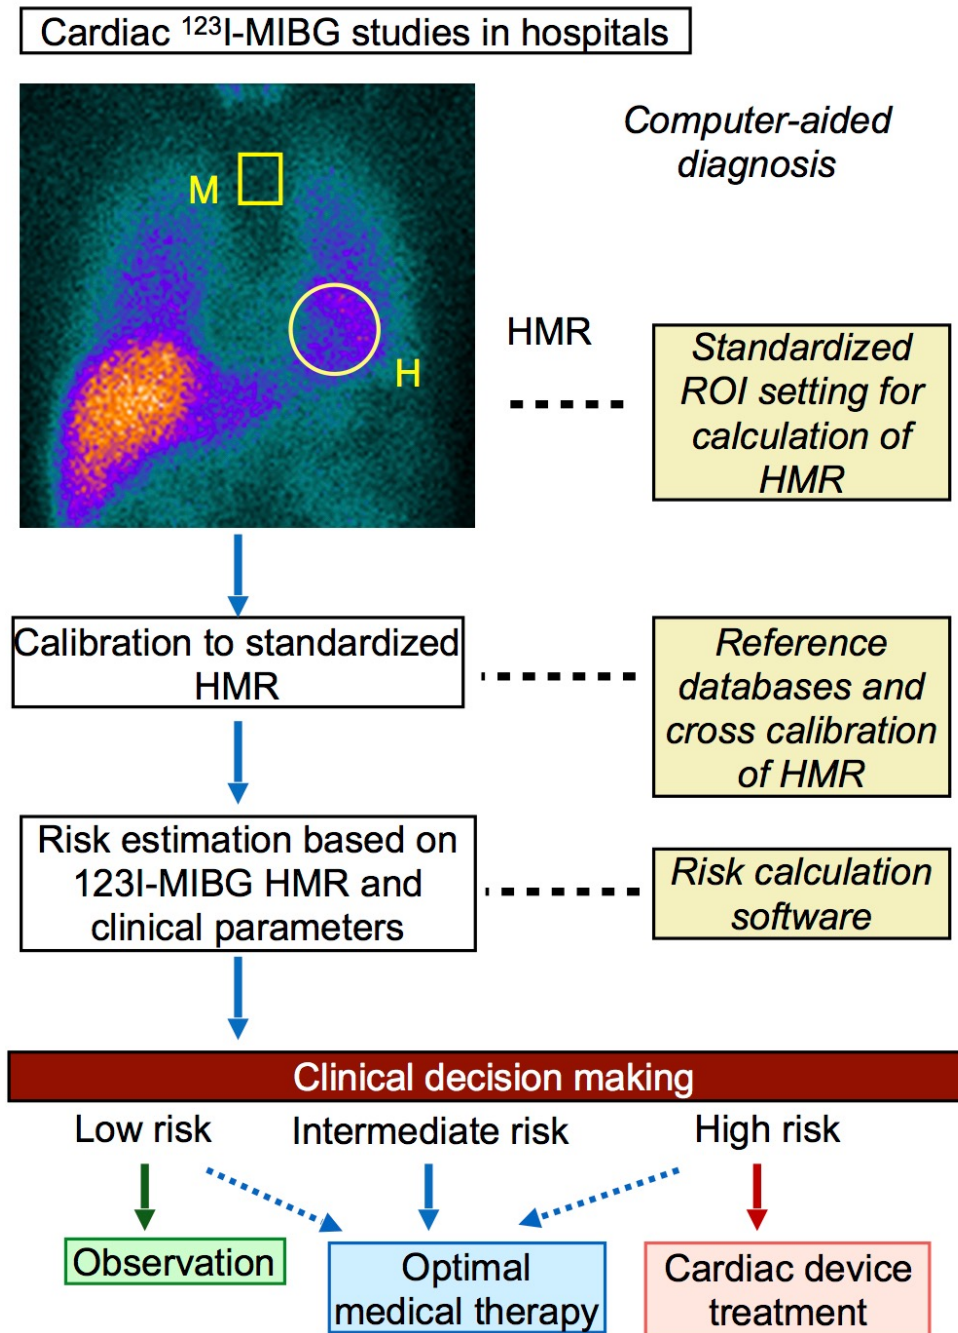 Cardiac ¹²³I-MIBG studies in hospitals
Computer-aided
diagnosis
M
H
HMR
Standardized
ROI setting for
calculation of
HMR
Calibration to standardized
HMR
Reference
databases and
cross calibration
of HMR
Risk estimation based on
123I-MIBG HMR and
clinical parameters
Risk calculation
software
Clinical decision making
Low risk
Intermediate risk
High risk
Observation
Optimal
medical therapy
Cardiac device
treatment